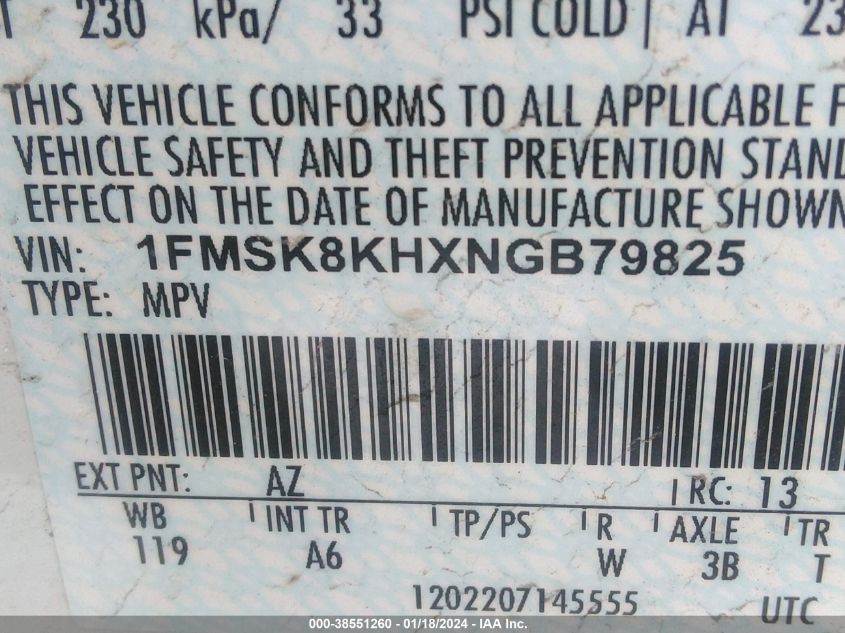 230 kPa/ 33 PSI COLD | AT 23
THIS VEHICLE CONFORMS TO ALL APPLICABLE F
VEHICLE SAFETY AND THEFT PREVENTION STAND
EFFECT ON THE DATE OF MANUFACTURE SHOWN
VIN: 1FMSK8KHXNGB79825
TYPE: MPV
EXT PNT: AZ RC: 13
WB INT TR TP/PS R AXLE TR
119 A6 W 3B T
1202207145555 UTC
000-38551260 - 01/18/2024 - IAA Inc.